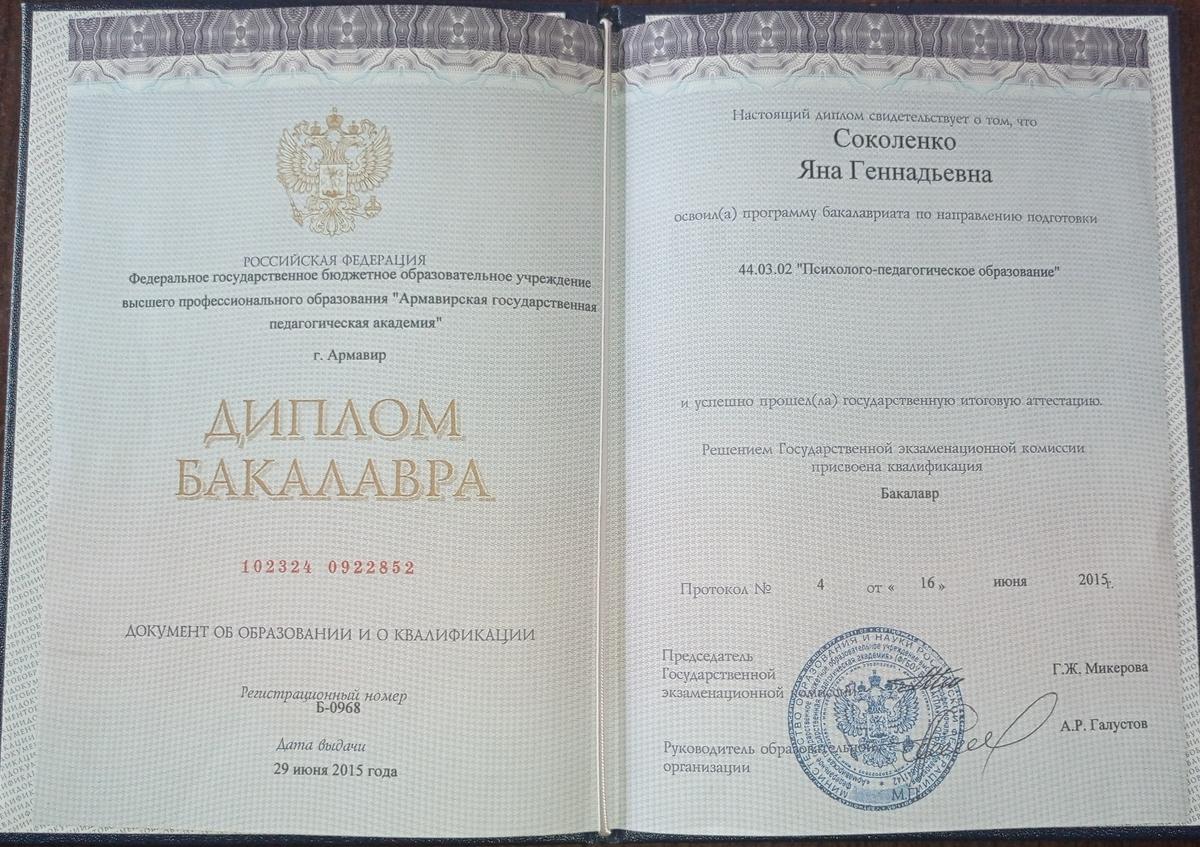 РОССИЙСКАЯ ФЕДЕРАЦИЯ
Федеральное государственное бюджетное образовательное учреждение
высшего профессионального образования "Армавирская государственная
педагогическая академия"
г. Армавир
ДИПЛОМ
БАКАЛАВРА
102324 0922852
ДОКУМЕНТ ОБ ОБРАЗОВАНИИ И О КВАЛИФИКАЦИИ
Регистрационный номер
Б-0968
Дата выдачи
29 июня 2015 года
Настоящий диплом свидетельствует о том, что
Соколенко
Яна Геннадьевна
освоил(а) программу бакалавриата по направлению подготовки
44.03.02 "Психолого-педагогическое образование"
и успешно прошел(ла) государственную итоговую аттестацию.
Решением Государственной экзаменационной комиссии
присвоена квалификация
Бакалавр
Протокол № 4 от « 16 » июня 2015г.
Председатель
Государственной
экзаменационной комиссии
Г.Ж. Микерова
Руководитель образовательной
организации
А.Р. Галустов
М.П.